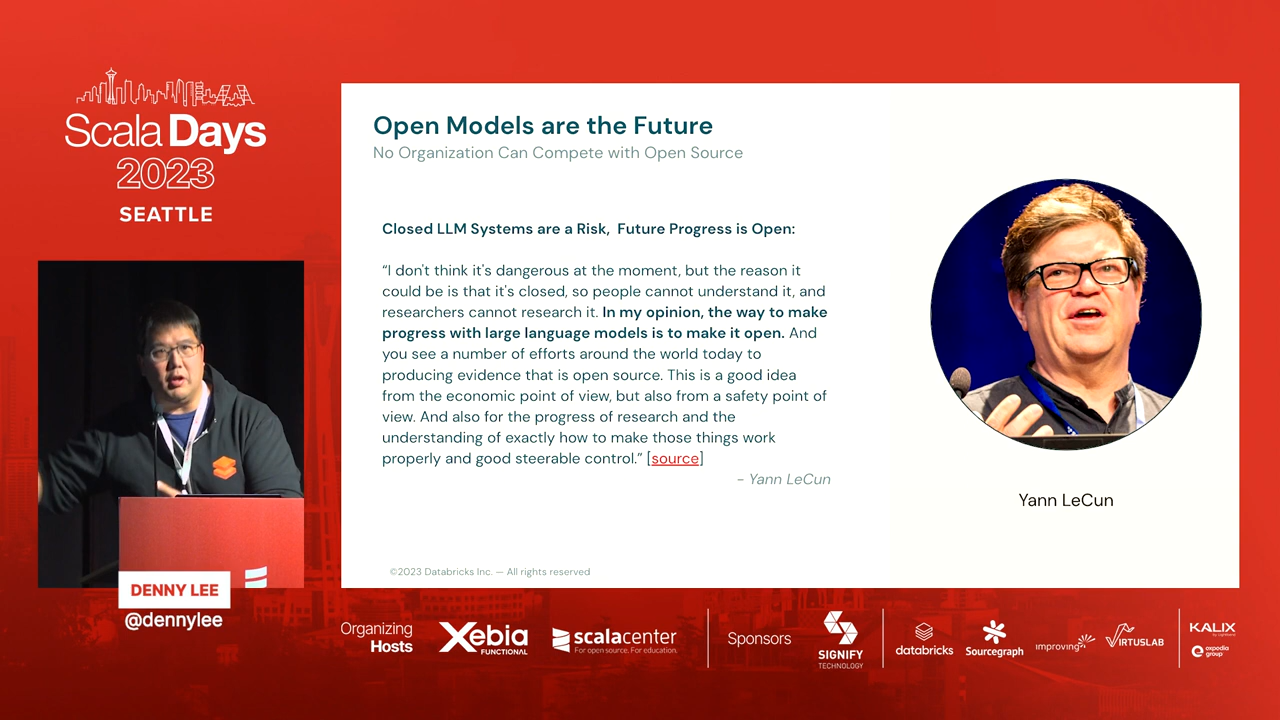 Scala Days
2023
SEATTLE
Open Models are the Future
No Organization Can Compete with Open Source
Closed LLM Systems are a Risk, Future Progress is Open:
“I don't think it's dangerous at the moment, but the reason it
could be is that it's closed, so people cannot understand it, and
researchers cannot research it. In my opinion, the way to make
progress with large language models is to make it open. And
you see a number of efforts around the world today to
producing evidence that is open source. This is a good idea
from the economic point of view, but also from a safety point of
view. And also for the progress of research and the
understanding of exactly how to make those things work
properly and good steerable control.” [source]
- Yann LeCun
Yann LeCun
©2023 Databricks Inc. — All rights reserved
DENNY LEE
@dennylee
Organizing
Hosts
Xebia
FUNCTIONAL
scalacenter
For open source. For education.
Sponsors
SIGNIFY
TECHNOLOGY
databricks
Sourcegraph
improving
VIRTUSLAB
KALIX
by Lightbend
expedia
group